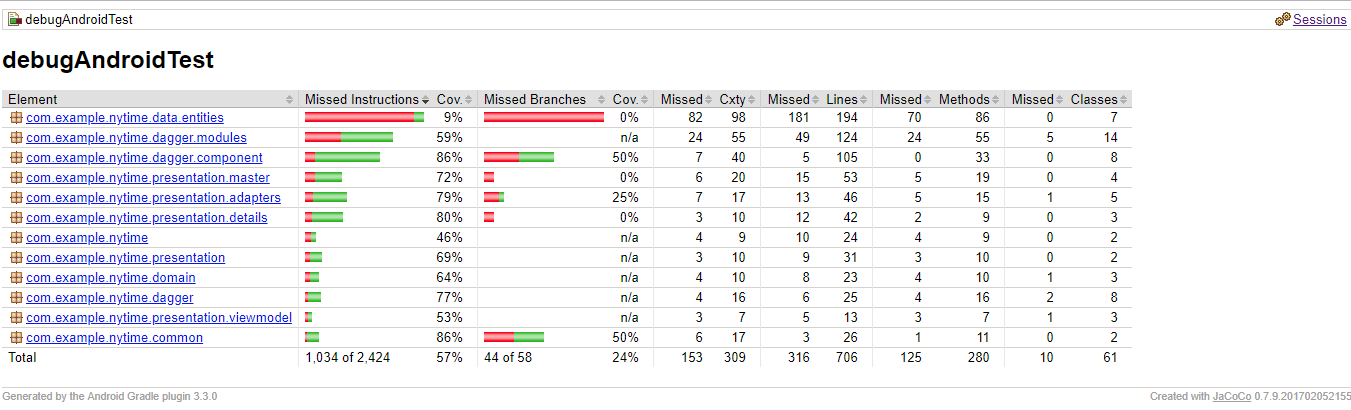 debugAndroidTest Sessions
debugAndroidTest
Element Missed Instructions Cov. Missed Branches Cov. Missed Cxty Missed Lines Missed Methods Missed Classes
com.example.nytime.data.entities 9% 0% 82 98 181 194 70 86 0 7
com.example.nytime.dagger.modules 59% n/a 24 55 49 124 24 55 5 14
com.example.nytime.dagger.component 86% 50% 7 40 5 105 0 33 0 8
com.example.nytime.presentation.master 72% 0% 6 20 15 53 5 19 0 4
com.example.nytime.presentation.adapters 79% 25% 7 17 13 46 5 15 1 5
com.example.nytime.presentation.details 80% 0% 3 10 12 42 2 9 0 3
com.example.nytime 46% n/a 4 9 10 24 4 9 0 2
com.example.nytime.presentation 69% n/a 3 10 9 31 3 10 0 2
com.example.nytime.domain 64% n/a 4 10 8 23 4 10 1 3
com.example.nytime.dagger 77% n/a 4 16 6 25 4 16 2 8
com.example.nytime.presentation.viewmodel 53% n/a 3 7 5 13 3 7 1 3
com.example.nytime.common 86% 50% 6 17 3 26 1 11 0 2
Total 1,034 of 2,424 57% 44 of 58 24% 153 309 316 706 125 280 10 61
Generated by the Android Gradle plugin 3.3.0 Created with JaCoCo 0.7.9.201702052155